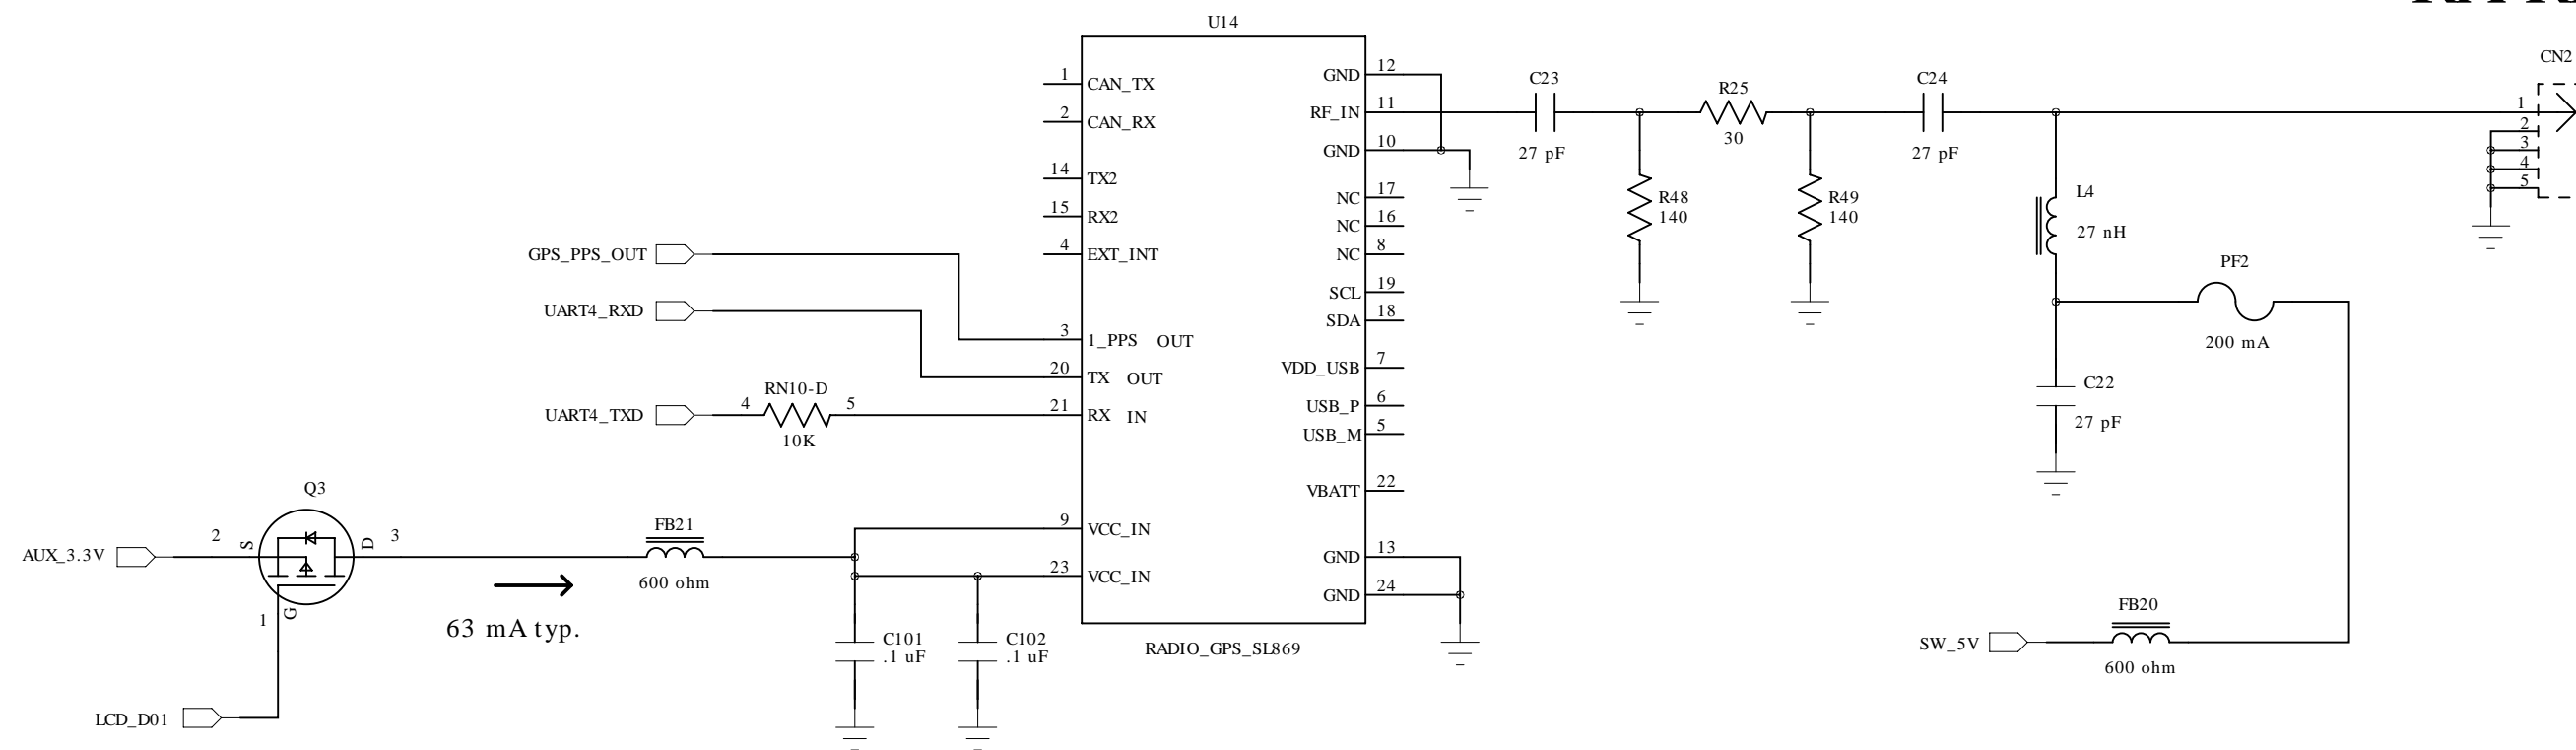 U14
1 CAN_TX
2 CAN_RX
14 TX2
15 RX2
4 EXT_INT
GPS_PPS_OUT
UART4_RXD
3 1_PPS OUT
20 TX OUT
UART4_TXD
RN10-D
4 5
10K
21 RX IN
Q3
AUX_3.3V
2 S D 3
1 G
LCD_D01
63 mA typ.
FB21
600 ohm
9 VCC_IN
23 VCC_IN
C101
.1 uF
C102
.1 uF
GND 12
RF_IN 11
GND 10
NC 17
NC 16
NC 8
SCL 19
SDA 18
VDD_USB 7
USB_P 6
USB_M 5
VBATT 22
GND 13
GND 24
RADIO_GPS_SL869
C23
27 pF
R25
30
R48
140
R49
140
C24
27 pF
L4
27 nH
C22
27 pF
PF2
200 mA
FB20
600 ohm
SW_5V
CN2
1
2
3
4
5